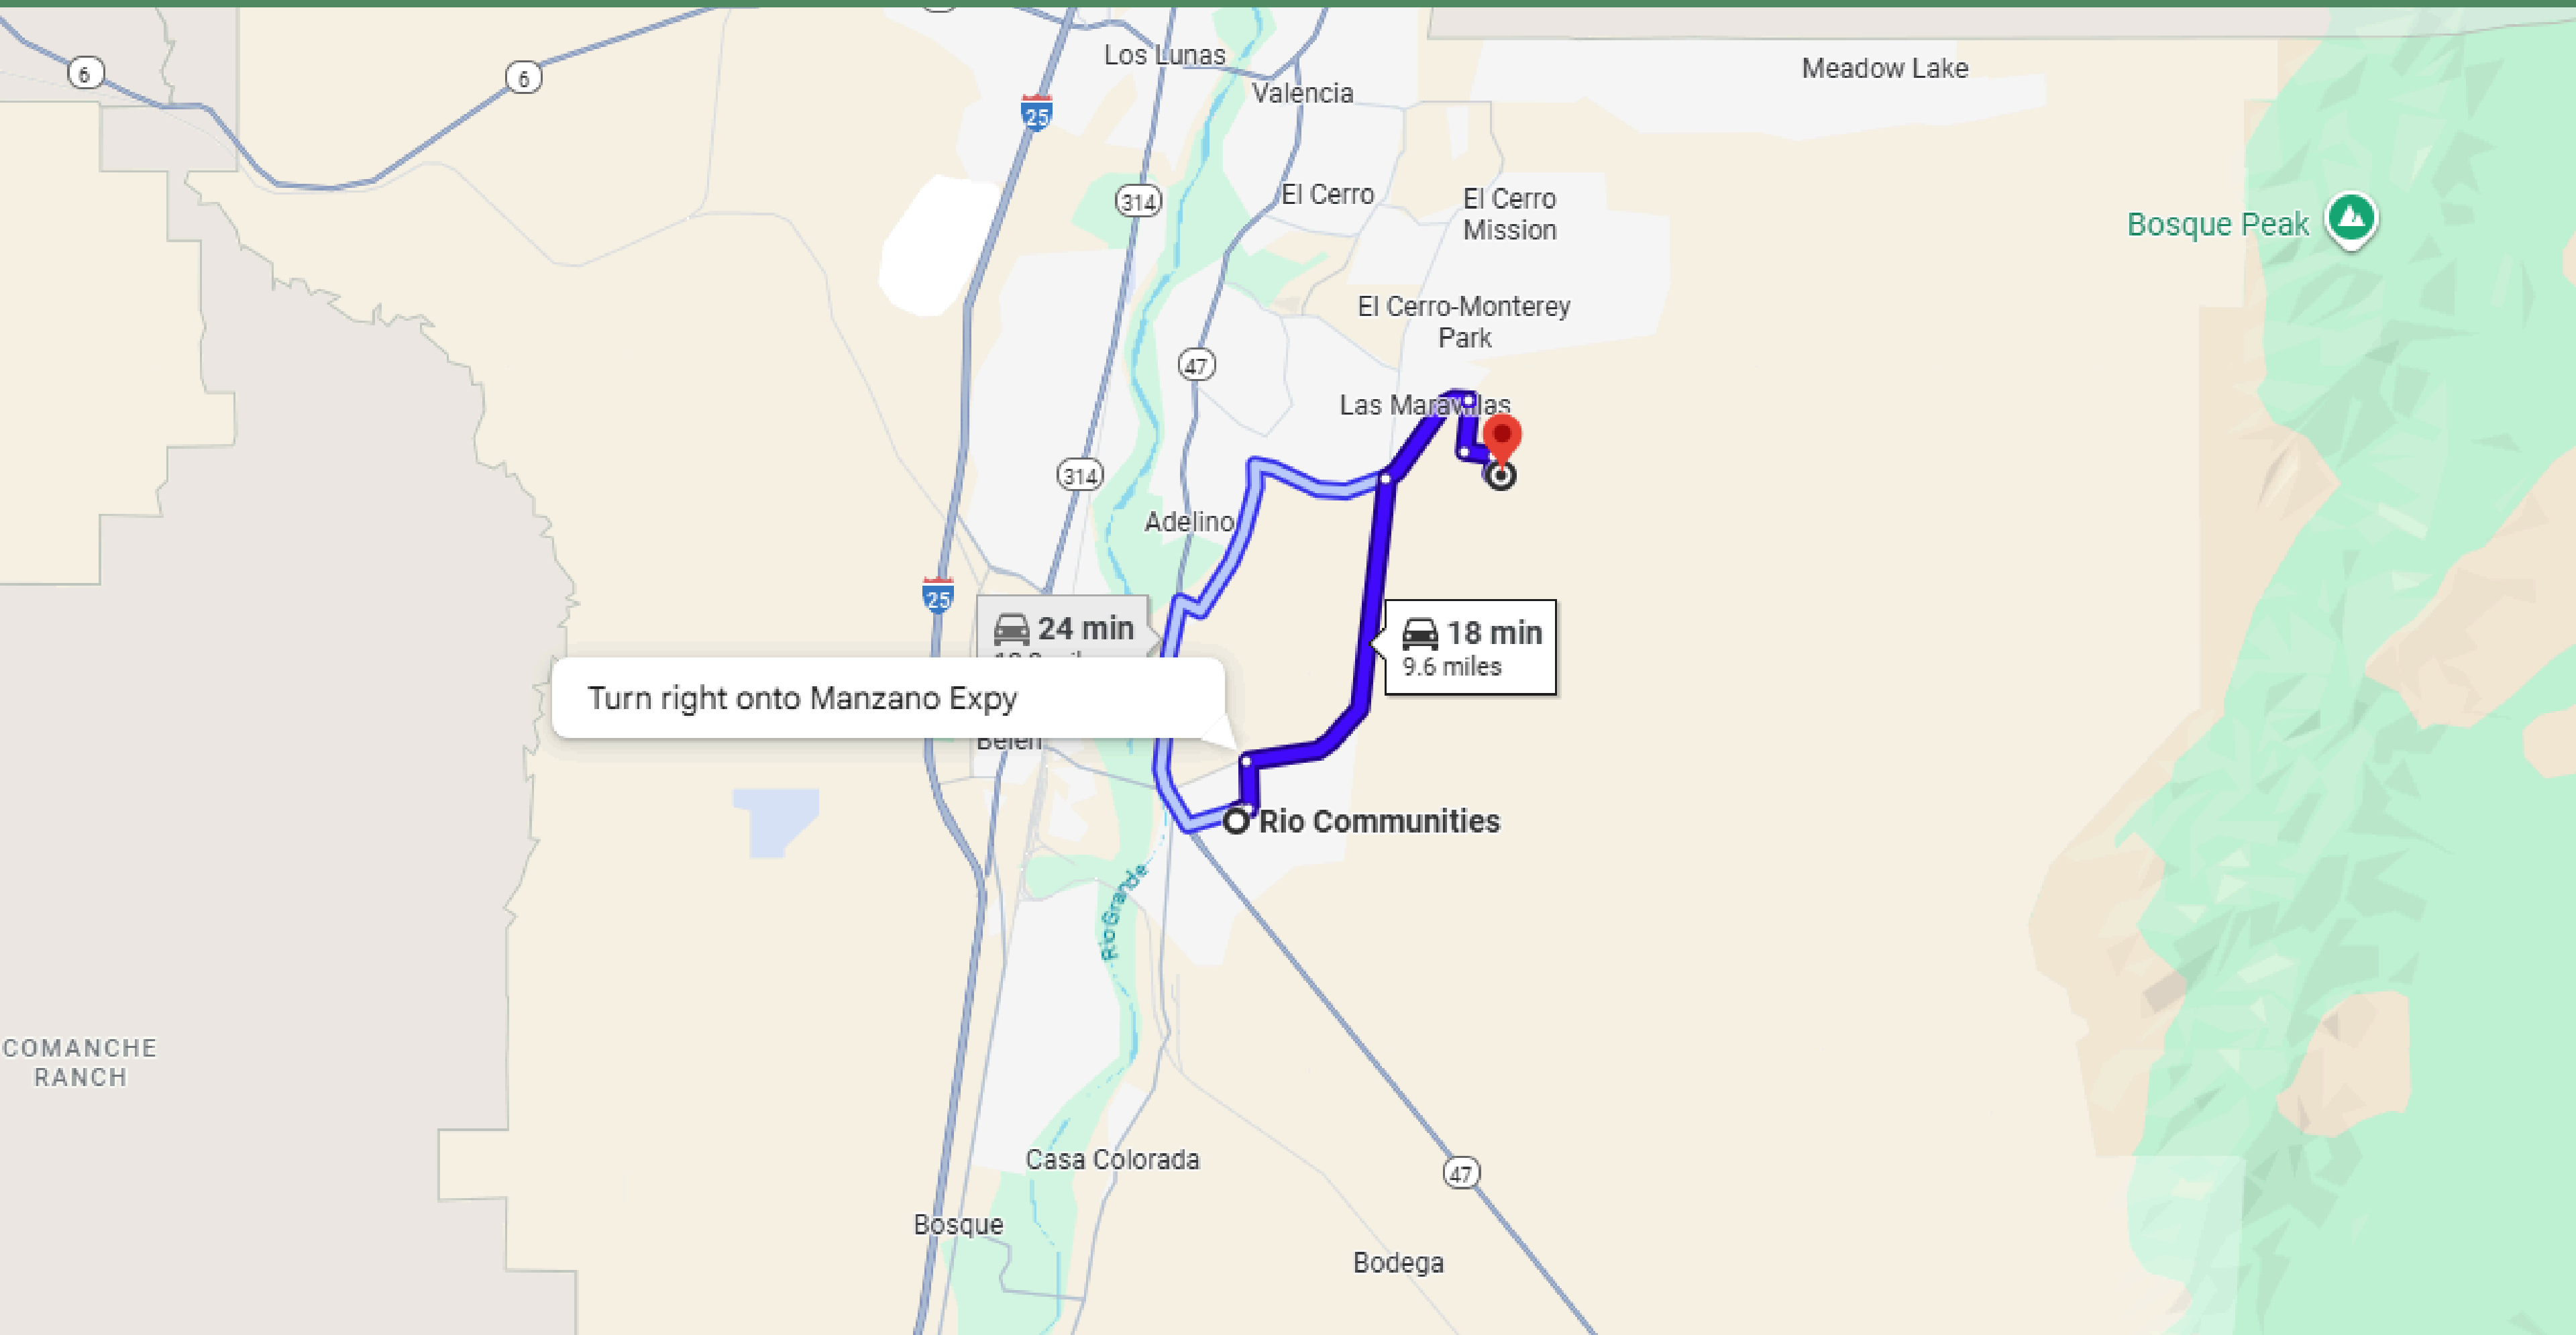 Los Lunas
Meadow Lake
6
6
Valencia
25
314
El Cerro
El Cerro
Mission
Bosque Peak
El Cerro-Monterey
Park
47
Las Maravillas
314
Adelino
25
24 min
18 min
9.6 miles
Turn right onto Manzano Expy
Belen
Rio Communities
Rio Grande
COMANCHE
RANCH
Casa Colorada
47
Bosque
Bodega